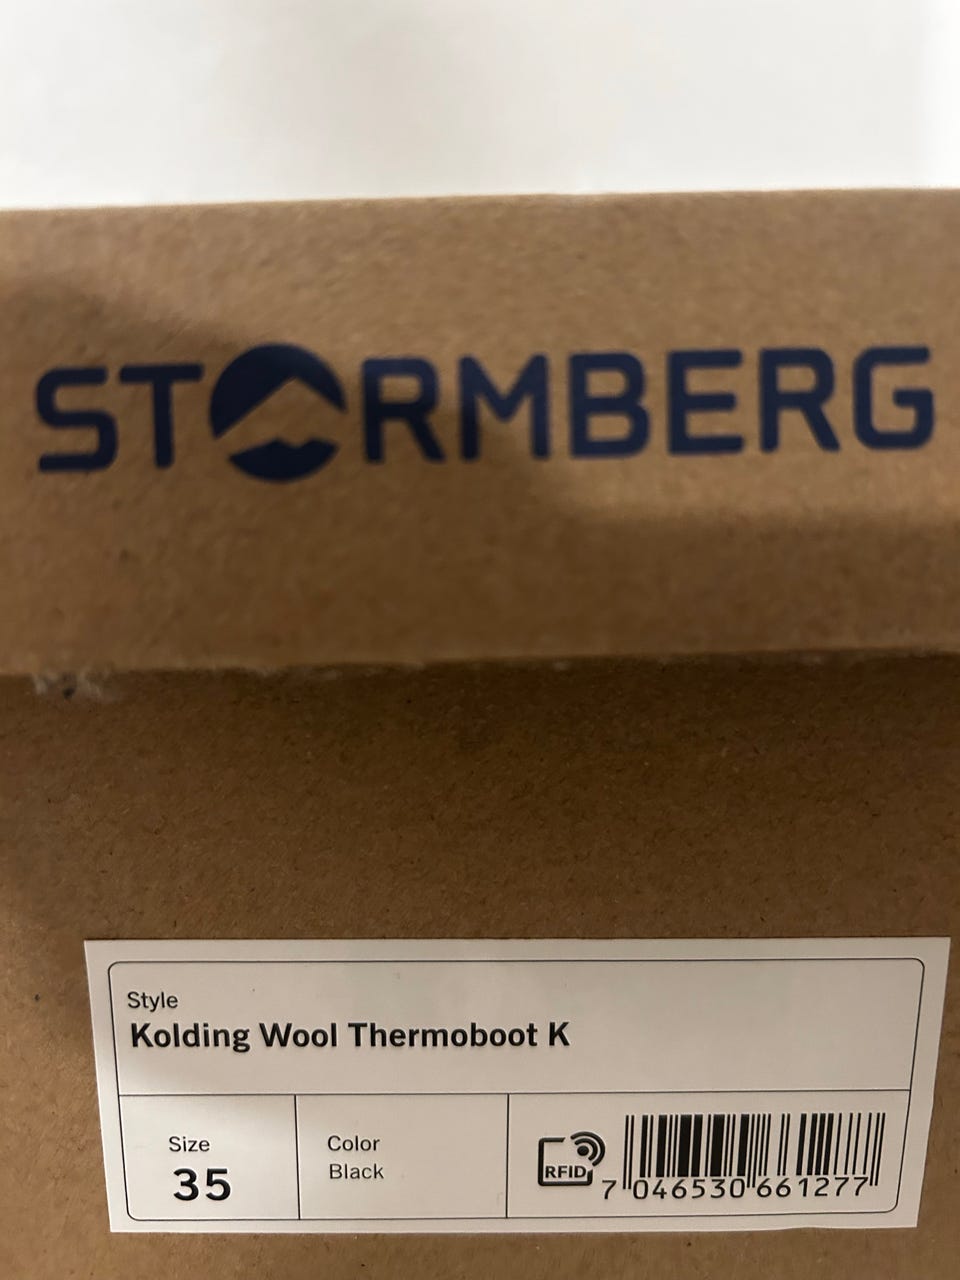 STORMBERG
Style
Kolding Wool Thermoboot K
Size
35
Color
Black
RFID
7 046530 661277